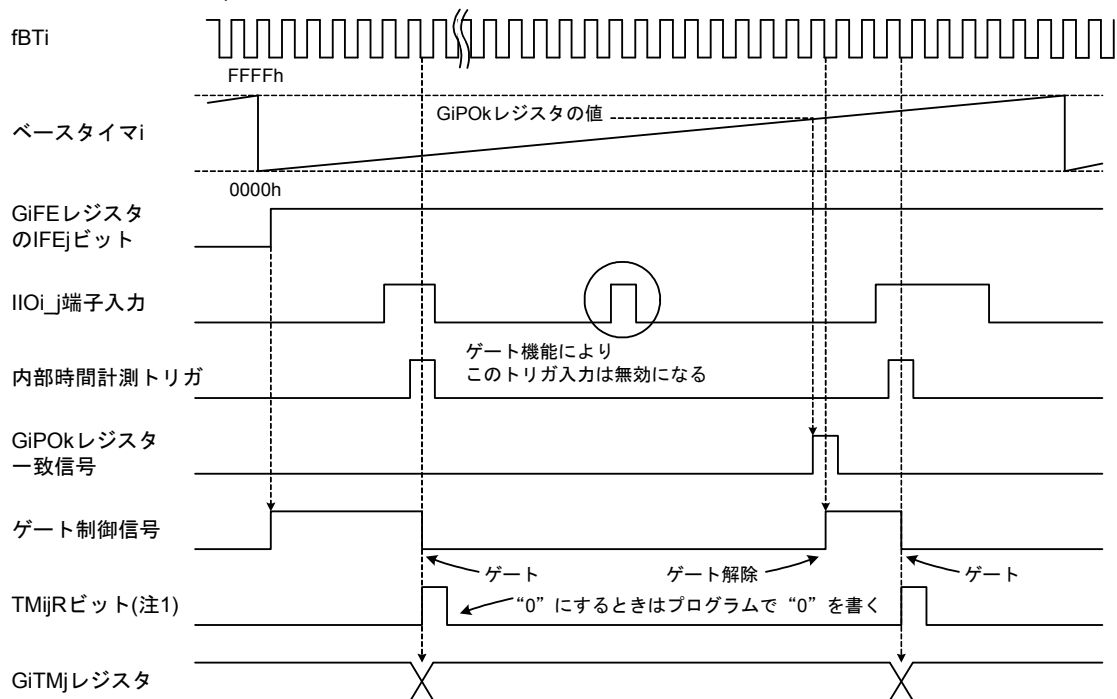 fBTi
FFFFh
ベースタイマi
GiPOkレジスタの値
0000h
GiFEレジスタ
のIFEjビット
IIOi_j端子入力
ゲート機能により
このトリガ入力は無効になる
内部時間計測トリガ
GiPOkレジスタ
一致信号
ゲート制御信号
ゲート
ゲート解除
ゲート
TMijRビット(注1)
“0”にするときはプログラムで“0”を書く
GiTMjレジスタ